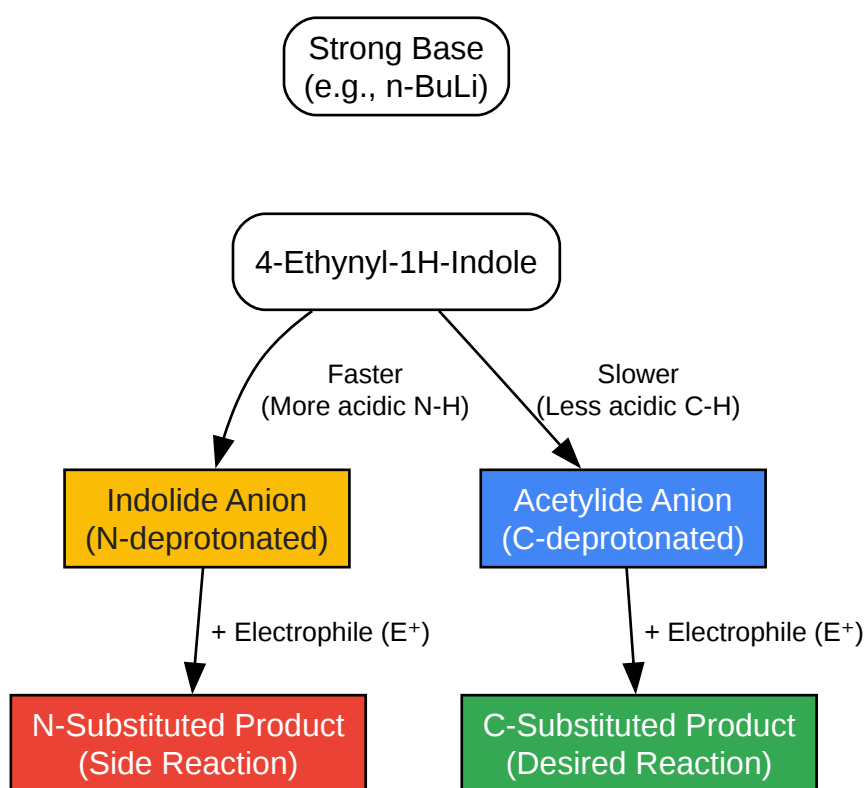 Strong Base
(e.g., n-BuLi)
4-Ethynyl-1H-Indole
Faster
(More acidic N-H)
Slower
(Less acidic C-H)
Indolide Anion
(N-deprotonated)
Acetylide Anion
(C-deprotonated)
+ Electrophile (E⁺)
+ Electrophile (E⁺)
N-Substituted Product
(Side Reaction)
C-Substituted Product
(Desired Reaction)